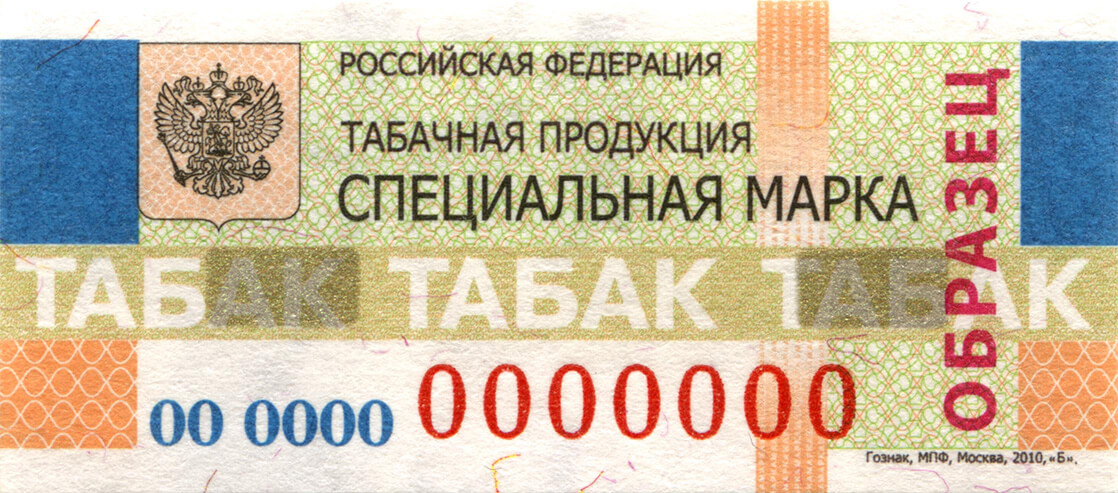 РОССИЙСКАЯ ФЕДЕРАЦИЯ
ТАБАЧНАЯ ПРОДУКЦИЯ
СПЕЦИАЛЬНАЯ МАРКА
ТАБАК ТАБАК ТАБАК
ОБРАЗЕЦ
00 0000 0000000
Гознак, МПФ, Москва, 2010, «Б».